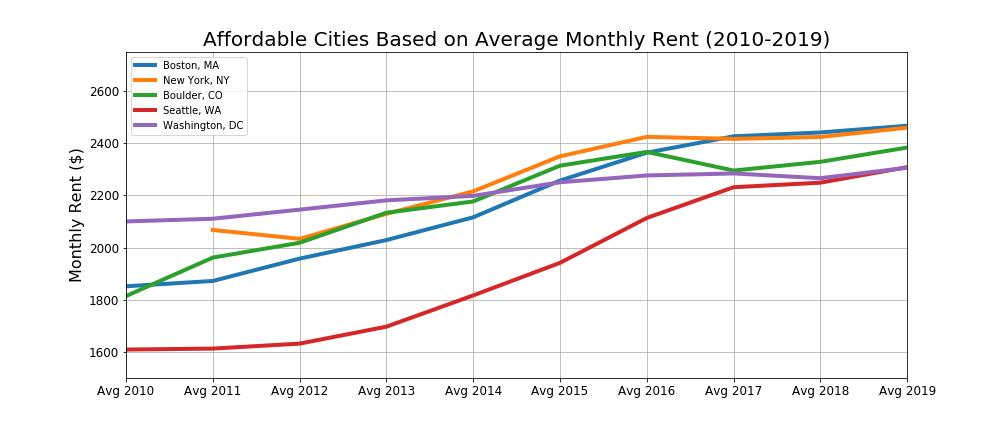 Affordable Cities Based on Average Monthly Rent (2010-2019)
Boston, MA
New York, NY
Boulder, CO
Seattle, WA
Washington, DC
Monthly Rent ($)
2600
2400
2200
2000
1800
1600
Avg 2010 Avg 2011 Avg 2012 Avg 2013 Avg 2014 Avg 2015 Avg 2016 Avg 2017 Avg 2018 Avg 2019